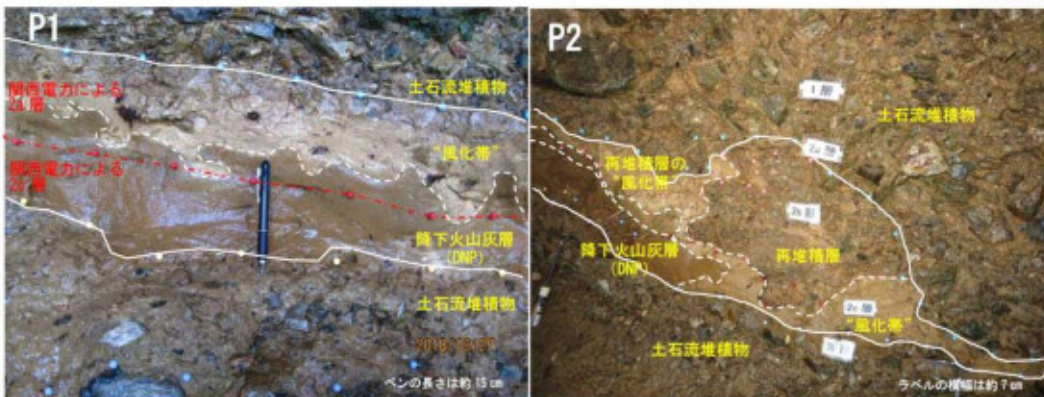 P1
関西電力による
2a 層
関西電力による
土石流堆積物
"風化帯"
降下火山灰層
(DNP)
土石流堆積物
ペンの長さは約 15 cm
P2
1 層
土石流堆積物
2a 層
再堆積層の
"風化帯"
2b 層
降下火山灰層
(DNP)
再堆積層
2c 層
"風化帯"
土石流堆積物
ラベルの横幅は約 7 cm